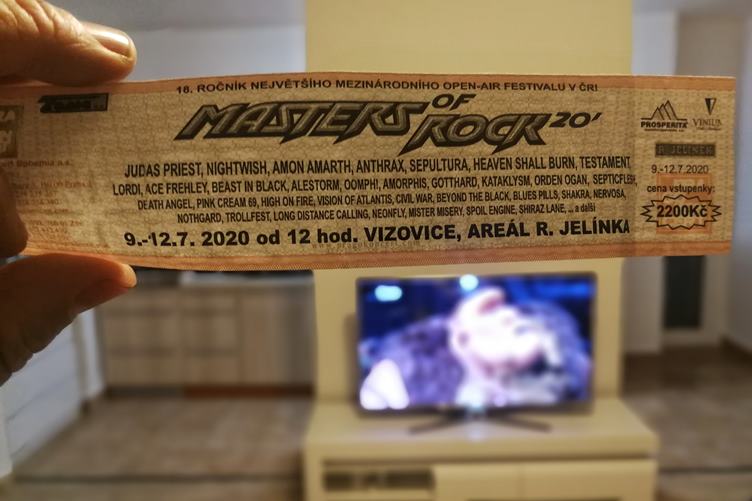 18. ROČNÍK NEJVĚTŠÍHO MEZINÁRODNÍHO OPEN-AIR FESTIVALU V ČR!
MASTERS OF ROCK 20'
JUDAS PRIEST, NIGHTWISH, AMON AMARTH, ANTHRAX, SEPULTURA, HEAVEN SHALL BURN, TESTAMENT,
LORDI, ACE FREHLEY, BEAST IN BLACK, ALESTORM, OOMPH!, AMORPHIS, GOTTHARD, KATAKLYSM, ORDEN OGAN, SEPTICFLESH,
DEATH ANGEL, PINK CREAM 69, HIGH ON FIRE, VISION OF ATLANTIS, CIVIL WAR, BEYOND THE BLACK, BLUES PILLS, SHAKRA, NERVOSA,
NOTHGARD, TROLLFEST, LONG DISTANCE CALLING, NEONFLY, MISTER MISERY, SPOIL ENGINE, SHIRAZ LANE, ... a další
9.-12.7. 2020 od 12 hod. VIZOVICE, AREÁL R. JELÍNKA
PROSPERITA
R. JELINEK
9.-12.7.2020
cena vstupenky:
2200Kč